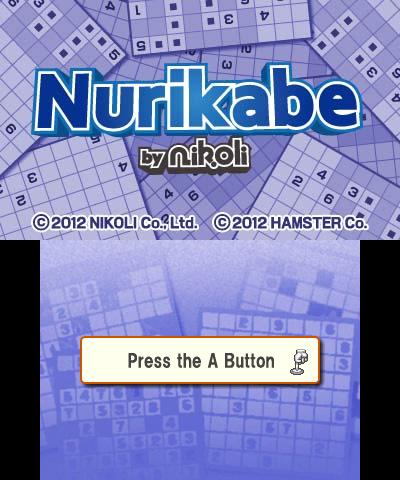 Nurikabe
by nikoli
© 2012 NIKOLI Co., Ltd. © 2012 HAMSTER Co.
Press the A Button